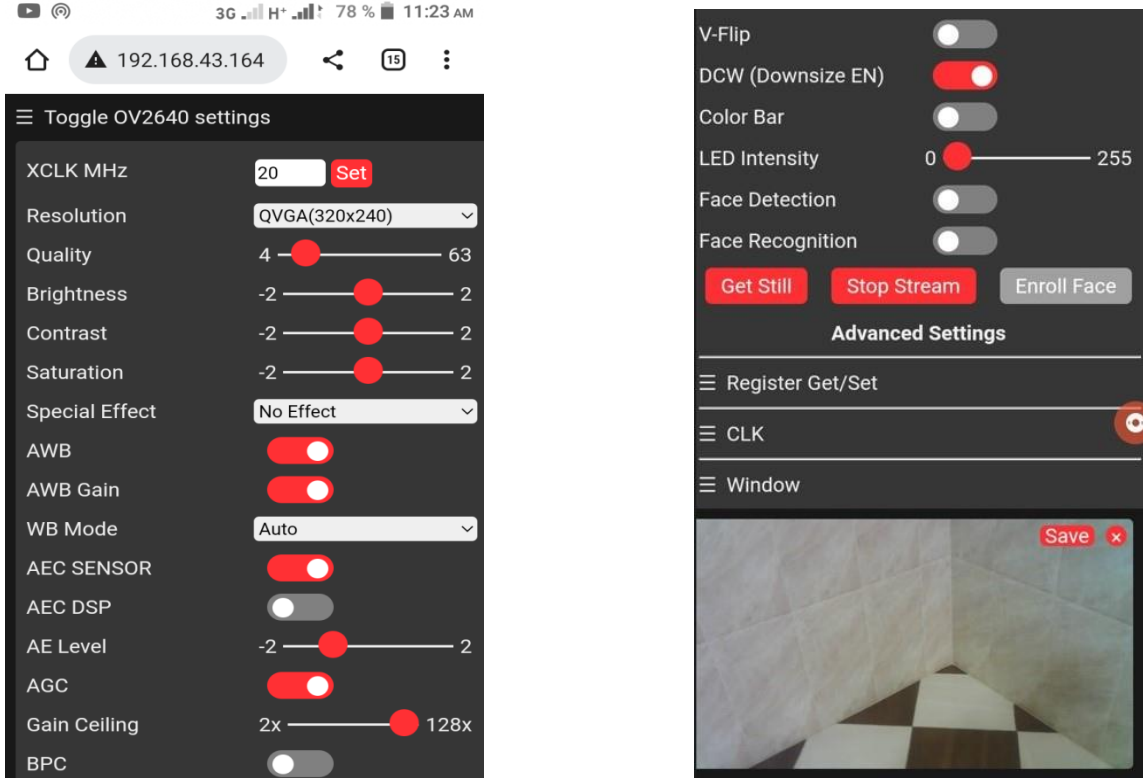 3G H+ 78 % 11:23 AM
192.168.43.164 15
Toggle OV2640 settings
XCLK MHz 20 Set
Resolution QVGA(320x240)
Quality 4 63
Brightness -2 2
Contrast -2 2
Saturation -2 2
Special Effect No Effect
AWB
AWB Gain
WB Mode Auto
AEC SENSOR
AEC DSP
AE Level -2 2
AGC
Gain Ceiling 2x 128x
BPC
V-Flip
DCW (Downsize EN)
Color Bar
LED Intensity 0 255
Face Detection
Face Recognition
Get Still Stop Stream Enroll Face
Advanced Settings
Register Get/Set
CLK
Window
Save ×